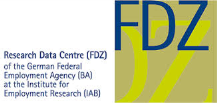 Research Data Centre (FDZ)
of the German Federal
Employment Agency (BA)
at the Institute for
Employment Research (IAB)
FDZ